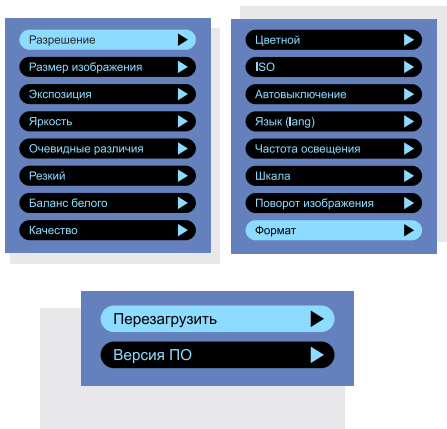 Разрешение
Размер изображения
Экспозиция
Яркость
Очевидные различия
Резкий
Баланс белого
Качество
Цветной
ISO
Автовыключение
Язык (lang)
Частота освещения
Шкала
Поворот изображения
Формат
Перезагрузить
Версия ПО